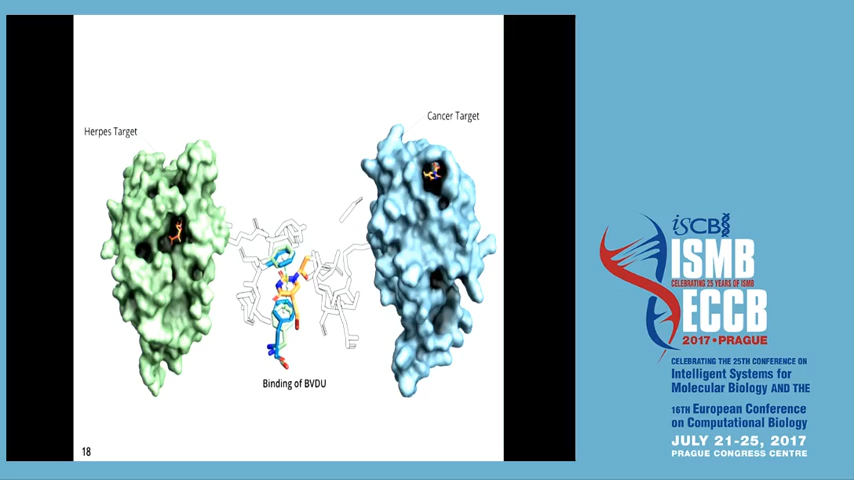 Herpes Target
Cancer Target
Binding of BVDU
18
iSCB
ISMB
CELEBRATING 25 YEARS OF ISMB
ECCB
2017 • PRAGUE
CELEBRATING THE 25TH CONFERENCE ON
Intelligent Systems for
Molecular Biology AND THE
16TH European Conference
on Computational Biology
JULY 21-25, 2017
PRAGUE CONGRESS CENTRE